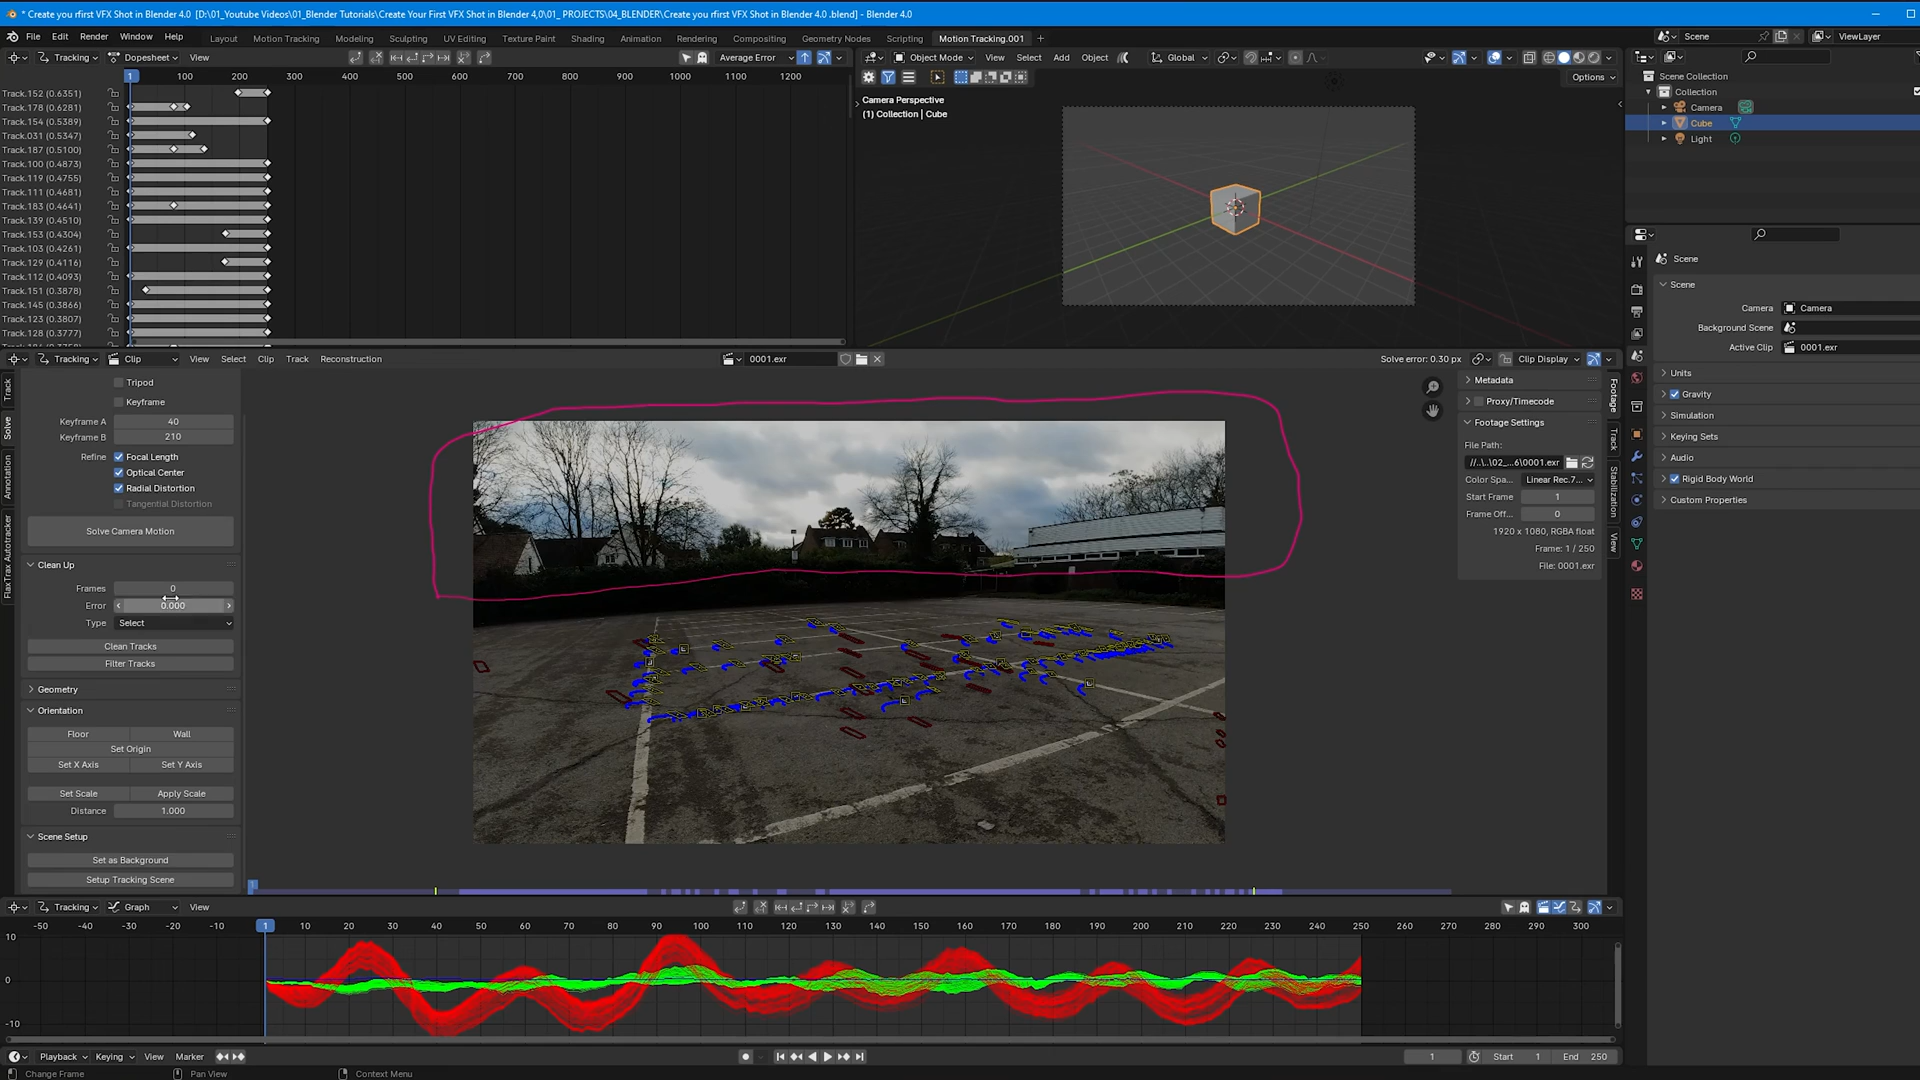 * Create you rfirst VFX Shot in Blender 4.0 [D:\01_Youtube Videos\01_Blender Tutorials\Create Your First VFX Shot in Blender 4,0\01_ PROJECTS\04_BLENDER\Create you rfirst VFX Shot in Blender 4.0 .blend] - Blender 4.0
File Edit Render Window Help Layout Motion Tracking Modeling Sculpting UV Editing Texture Paint Shading Animation Rendering Compositing Geometry Nodes Scripting Motion Tracking.001 + Scene ViewLayer
Tracking Dopesheet View Average Error Object Mode View Select Add Object Global
1 100 200 300 400 500 600 700 800 900 1000 1100 1200
Options
Track.152 (0.6351)
Track.178 (0.6281)
Track.154 (0.5389)
Track.031 (0.5347)
Track.187 (0.5100)
Track.100 (0.4873)
Track.119 (0.4755)
Track.111 (0.4681)
Track.183 (0.4641)
Track.139 (0.4510)
Track.153 (0.4304)
Track.103 (0.4261)
Track.129 (0.4116)
Track.112 (0.4093)
Track.151 (0.3878)
Track.145 (0.3866)
Track.123 (0.3807)
Track.128 (0.3777)
Camera Perspective
(1) Collection | Cube
Scene Collection
Collection
Camera
Cube
Light
Scene
Scene
Camera Camera
Background Scene
Active Clip 0001.exr
Units
Gravity
Simulation
Keying Sets
Audio
Rigid Body World
Custom Properties
Tracking Clip View Select Clip Track Reconstruction 0001.exr Solve error: 0.30 px Clip Display
Track
Solve
Annotation
FlaxTrax Autotracker
Tripod
Keyframe
Keyframe A 40
Keyframe B 210
Refine Focal Length
Optical Center
Radial Distortion
Tangential Distortion
Solve Camera Motion
Clean Up
Frames 0
Error 0.000
Type Select
Clean Tracks
Filter Tracks
Geometry
Orientation
Floor Wall
Set Origin
Set X Axis Set Y Axis
Set Scale Apply Scale
Distance 1.000
Scene Setup
Set as Background
Setup Tracking Scene
Metadata
Proxy/Timecode
Footage Settings
File Path:
//..\..\02_...6\0001.exr
Color Spa... Linear Rec.7...
Start Frame 1
Frame Off... 0
1920 x 1080, RGBA float
Frame: 1 / 250
File: 0001.exr
Footage
Track
Stabilization
View
1
Tracking Graph View
-50 -40 -30 -20 -10 1 10 20 30 40 50 60 70 80 90 100 110 120 130 140 150 160 170 180 190 200 210 220 230 240 250 260 270 280 290 300
10
0
-10
Playback Keying View Marker 1 Start 1 End 250
Change Frame Pan View Context Menu